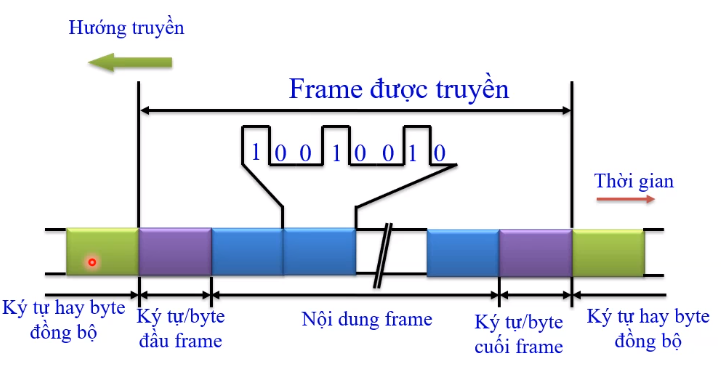 Hướng truyền
Frame được truyền
1 0 0 1 0 0 1 0
Thời gian
Ký tự hay byte
đồng bộ
Ký tự/byte
đầu frame
Nội dung frame
Ký tự/byte
cuối frame
Ký tự hay byte
đồng bộ